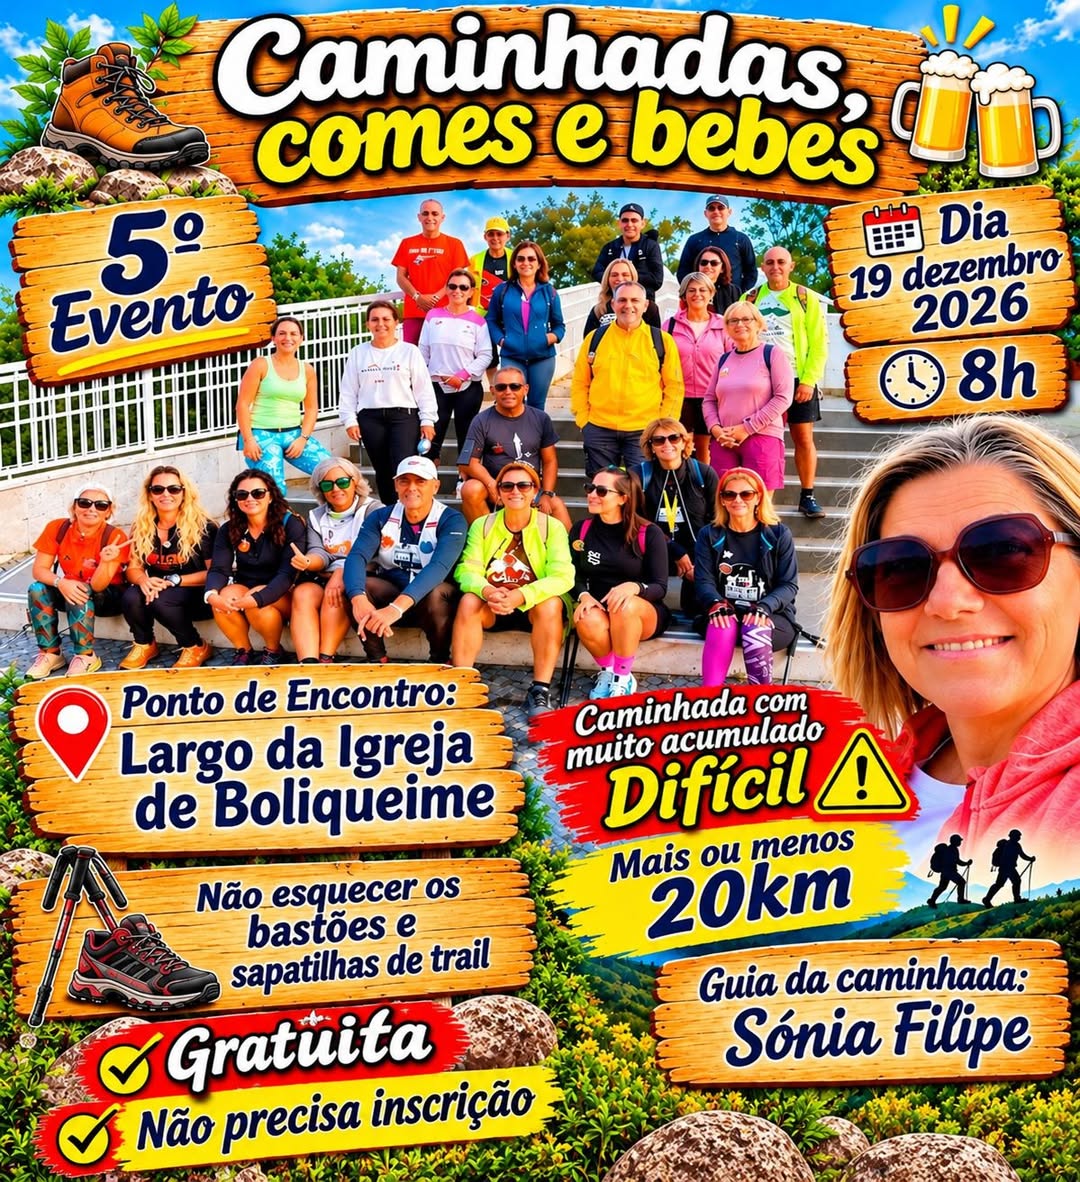 Caminhadas,
comes e bebes
5º
Evento
Dia
19 dezembro
2026
8h
Ponto de Encontro:
Largo da Igreja
de Boliqueime
Caminhada com
muito acumulado
Difícil
Mais ou menos
20km
Não esquecer os
bastões e
sapatilhas de trail
Guia da caminhada:
Sónia Filipe
Gratuita
Não precisa inscrição